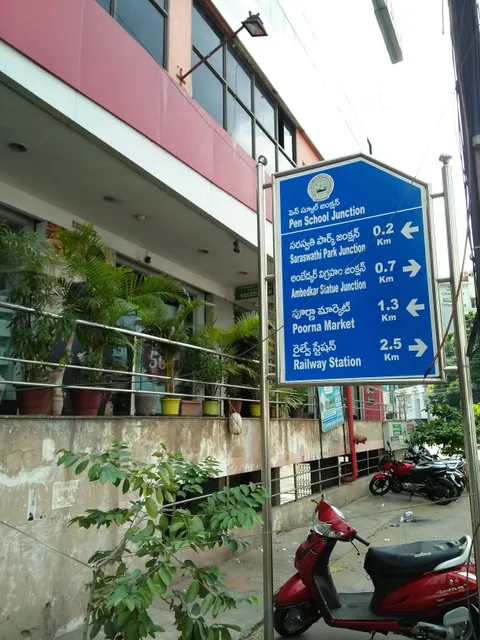 పెన్ స్కూల్ జంక్షన్
Pen School Junction
సరస్వతి పార్క్ జంక్షన్ 0.2
Saraswathi Park Junction Km
అంబేద్కర్ విగ్రహం జంక్షన్ 0.7
Ambedkar Statue Junction Km
పూర్ణా మార్కెట్ 1.3
Poorna Market Km
రైల్వే స్టేషన్ 2.5
Railway Station Km